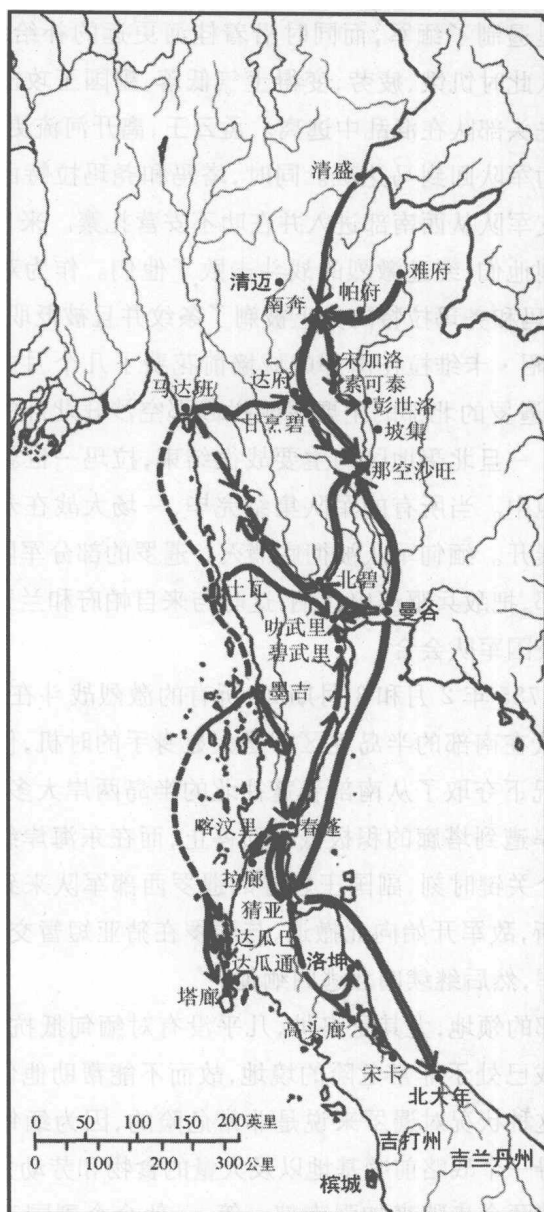 清盛
难府
清迈
南奔
帕府
宋加洛
素可泰
马达班
达府
彭世洛
甘烹碧
坡集
那空沙旺
土瓦
北碧
曼谷
叻武里
碧武里
墨吉
略汶里
春蓬
拉廊
猜亚
达瓜巴
达瓜通
洛坤
塔廊
高头廊
宋卡
北大年
吉打州
吉兰丹州
槟城
0 50 100 150 200英里
0 100 200 300公里